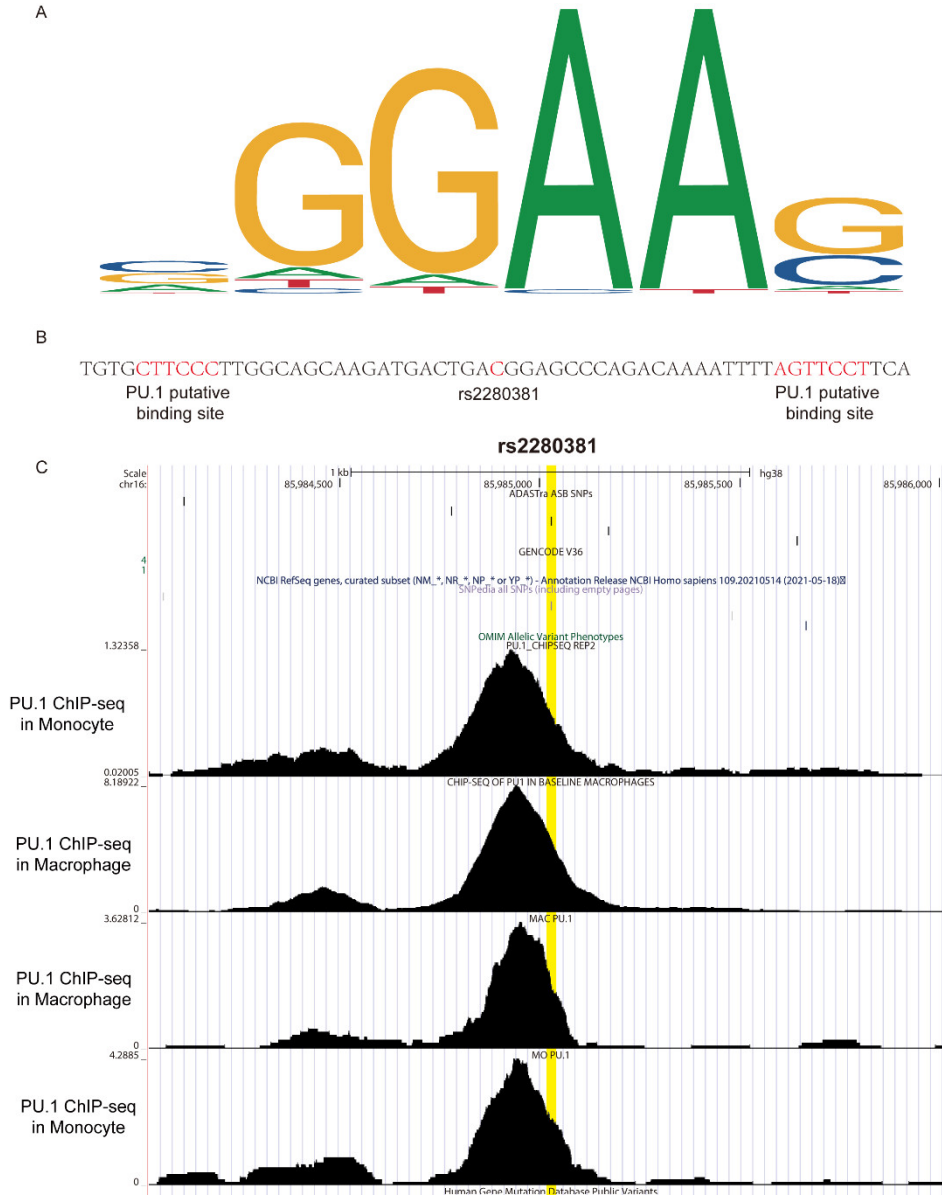 A
C G A
G A T C
G A T
A C
A T
G C A T
B
TGTGCTTCCCTTGGCAGCAAGATGACTGACGGAGCCCAGACAAAATTTTAGTTCCTTCA
PU.1 putative binding site
rs2280381
PU.1 putative binding site
rs2280381
C
Scale 1 kb hg38
chr16: 85,984,500 85,985,000 85,985,500 85,986,000
ADASTra ASB SNPs
GENCODE V36
4
1
NCBI RefSeq genes, curated subset (NM_*, NR_*, NP_* or YP_*) - Annotation Release NCBI Homo sapiens 109.20210514 (2021-05-18)
SNPedia all SNPs (including empty pages)
OMIM Allelic Variant Phenotypes
1.32358 _ PU.1_CHIPSEQ REP2
PU.1 ChIP-seq
in Monocyte
0.02005 _
8.18922 _ CHIP-SEQ OF PU1 IN BASELINE MACROPHAGES
PU.1 ChIP-seq
in Macrophage
0 _
3.62812 _ MAC PU.1
PU.1 ChIP-seq
in Macrophage
0 _
4.2885 _ MO PU.1
PU.1 ChIP-seq
in Monocyte
0 _
Human Gene Mutation Database Public Variants